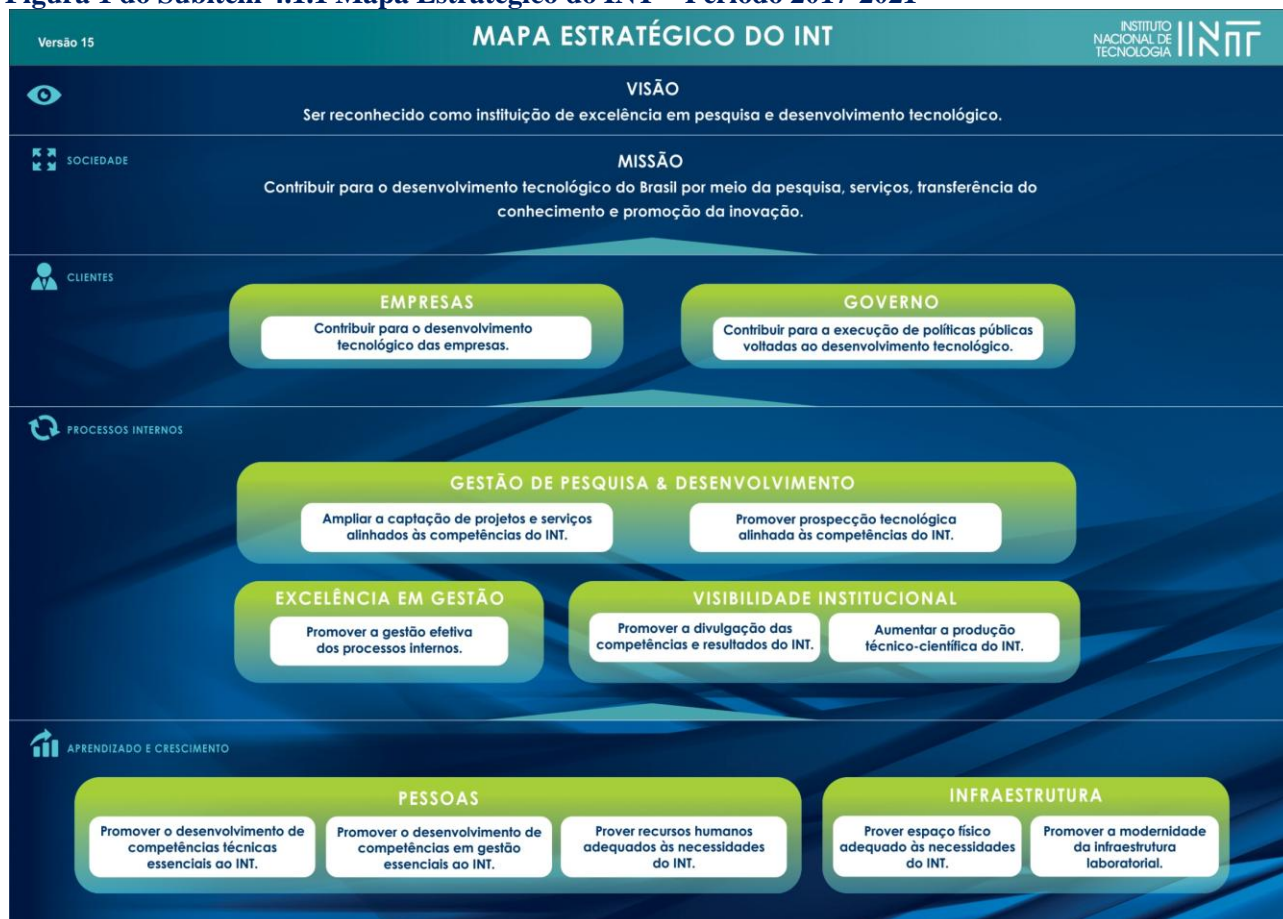 Figura 1 do Subitem 4.1.1 Mapa Estratégico do INT – Período 2017-2021
Versão 15
MAPA ESTRATÉGICO DO INT
INSTITUTO
NACIONAL DE
TECNOLOGIA
INT
VISÃO
Ser reconhecido como instituição de excelência em pesquisa e desenvolvimento tecnológico.
SOCIEDADE
MISSÃO
Contribuir para o desenvolvimento tecnológico do Brasil por meio da pesquisa, serviços, transferência do
conhecimento e promoção da inovação.
CLIENTES
EMPRESAS
Contribuir para o desenvolvimento
tecnológico das empresas.
GOVERNO
Contribuir para a execução de políticas públicas
voltadas ao desenvolvimento tecnológico.
PROCESSOS INTERNOS
GESTÃO DE PESQUISA & DESENVOLVIMENTO
Ampliar a captação de projetos e serviços
alinhados às competências do INT.
Promover prospecção tecnológica
alinhada às competências do INT.
EXCELÊNCIA EM GESTÃO
Promover a gestão efetiva
dos processos internos.
VISIBILIDADE INSTITUCIONAL
Promover a divulgação das
competências e resultados do INT.
Aumentar a produção
técnico-científica do INT.
APRENDIZADO E CRESCIMENTO
PESSOAS
Promover o desenvolvimento de
competências técnicas
essenciais ao INT.
Promover o desenvolvimento de
competências em gestão
essenciais ao INT.
Prover recursos humanos
adequados às necessidades
do INT.
INFRAESTRUTURA
Prover espaço físico
adequado às necessidades
do INT.
Promover a modernidade
da infraestrutura
laboratorial.